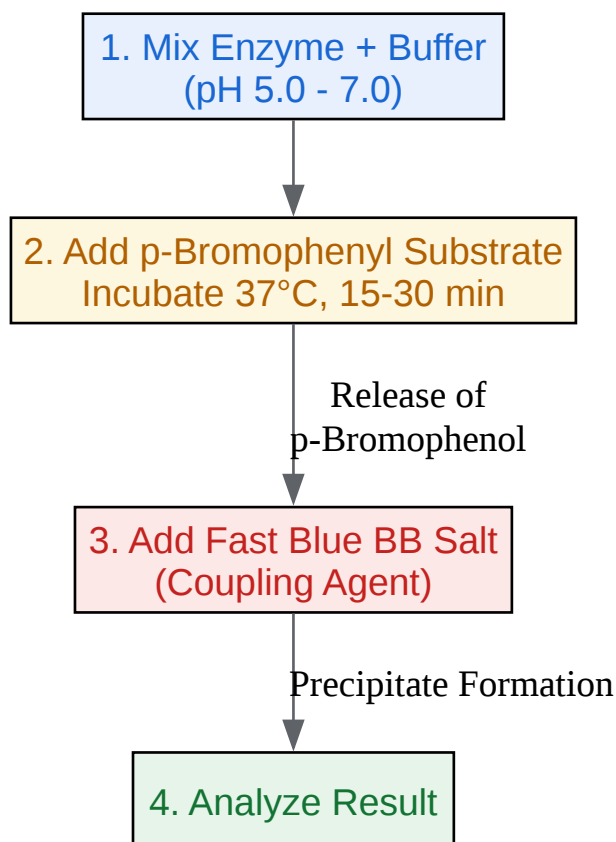 1. Mix Enzyme + Buffer
(pH 5.0 - 7.0)
2. Add p-Bromophenyl Substrate
Incubate 37°C, 15-30 min
Release of
p-Bromophenol
3. Add Fast Blue BB Salt
(Coupling Agent)
Precipitate Formation
4. Analyze Result